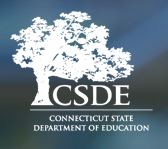 CSDE
CONNECTICUT STATE
DEPARTMENT OF EDUCATION